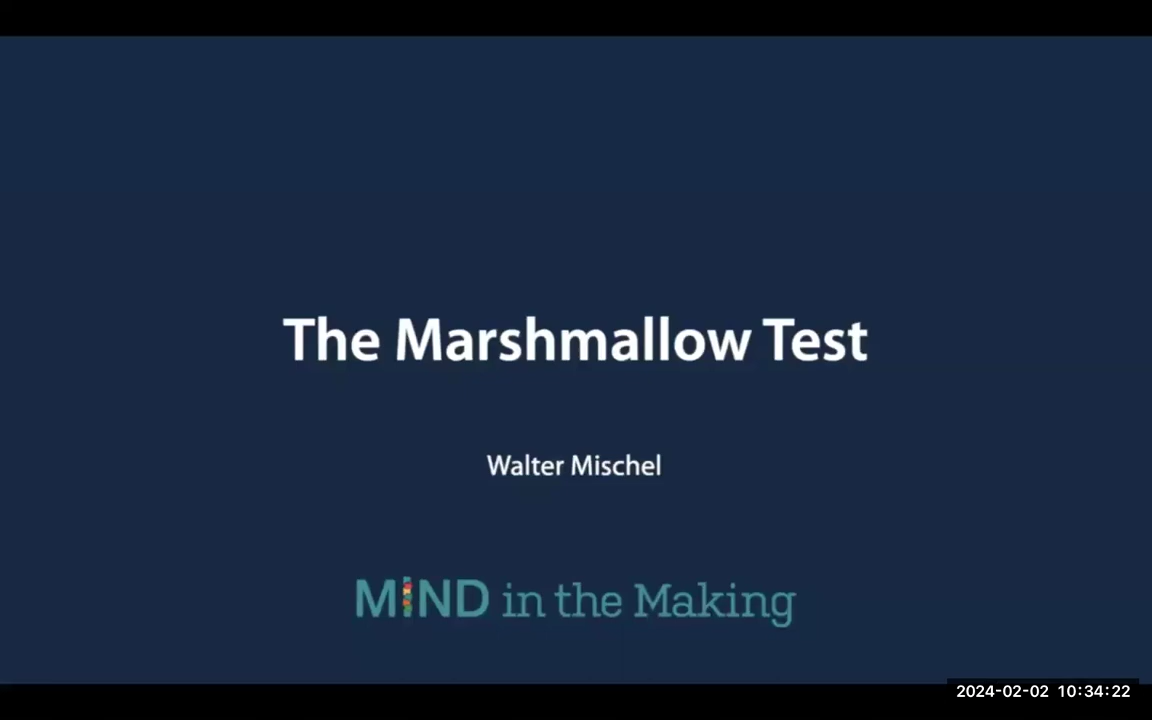 The Marshmallow Test
Walter Mischel
MIND in the Making
2024-02-02 10:34:22